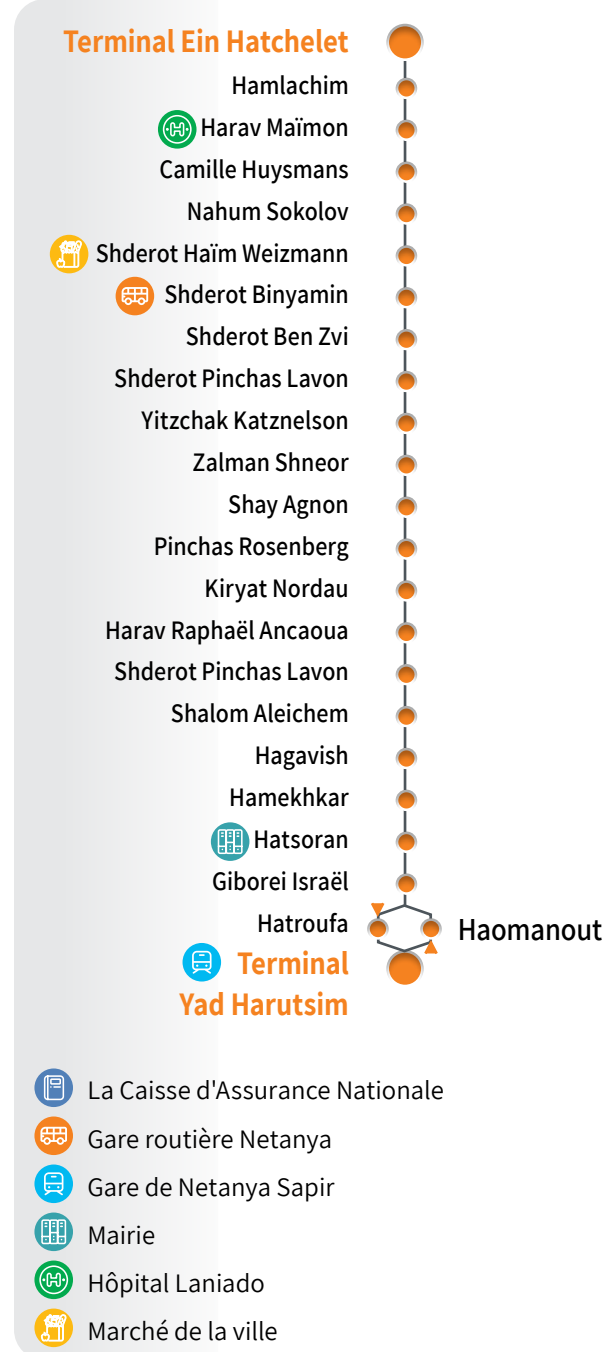 Terminal Ein Hatchelet
Hamlachim
Harav Maïmon
Camille Huysmans
Nahum Sokolov
Shderot Haïm Weizmann
Shderot Binyamin
Shderot Ben Zvi
Shderot Pinchas Lavon
Yitzchak Katznelson
Zalman Shneor
Shay Agnon
Pinchas Rosenberg
Kiryat Nordau
Harav Raphaël Ancaoua
Shderot Pinchas Lavon
Shalom Aleichem
Hagavish
Hamekhkar
Hatsoran
Giborei Israël
Hatroufa
Haomanout
Terminal
Yad Harutsim
La Caisse d'Assurance Nationale
Gare routière Netanya
Gare de Netanya Sapir
Mairie
Hôpital Laniado
Marché de la ville